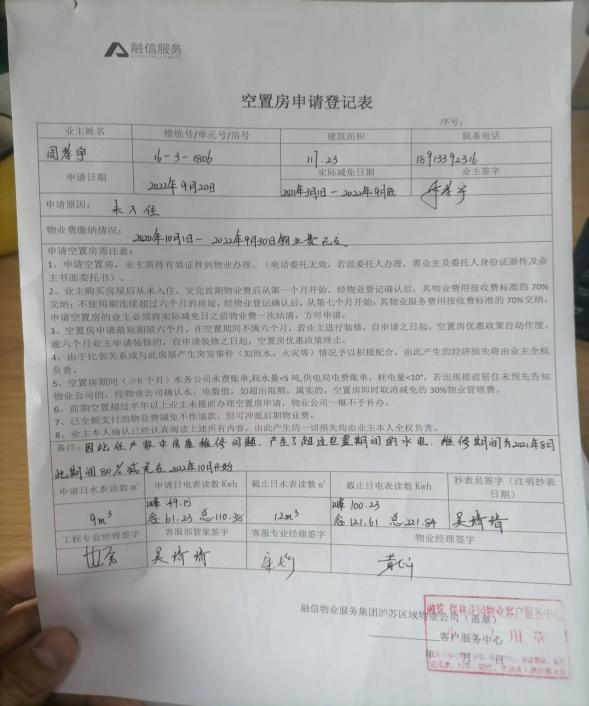 融信服务
空置房申请登记表
序号：
业主姓名 楼栋号/单元号/房号 建筑面积 联系电话
周孝宇 16-3-1806 117.23 18913392316
申请日期 2022年9月20日 实际减免日期 业主签字
2021年3月1日-2022年9月底
申请原因： 未入住
物业费缴纳情况： 2020年10月1日-2022年9月30日物业费已交
申请空置房需注意：
1、申请空置房，业主需持有效证件到物业办理。（电话委托无效，若派委托人办理，需业主及委托人身份证原件及业
主书面委托书）。
2、业主购买房屋后从未入住，交完首期物业费后从第一个月开始，经物业登记确认后，其物业费用按收费标准的 70%
交纳；不使用期连续超过六个月的房屋，经物业登记确认后，从第七个月开始，其物业服务费用按收费标准的 70%交纳，
申请空置房的业主必须将实际减免日之前物业费一次结清，方可申请。
3、空置房申请最短期限六个月，在空置期间不满六个月，若业主进行装修，自申请之日起，空置房优惠政策自动作废。
逾六个月业主申请装修的，自申请装修之日起，空置房优惠政策终止。
4、由于比邻关系或与此房屋产生突发事件（如泡水、火灾等）情况予以积极配合，由此产生的经济损失将由业主全权
负责。
5、空置房期间（≥6 个月）水务公司水费账单，耗水量<5 吨，供电局电费账单，耗电量<10°，若出现提前居住未预先告知
物业公司的，经物业公司确认水、电数值，如超出限额，属实的，空置房即时取消减免的 30%物业管理费。
6、前期空置超过半年以上业主未提前办理空置房申请，物业公司一概不予补办。
7、已全额支付的物业费减免不作退款，但可冲抵后期物业费。
8、业主本人确认已经认真阅读上述所有内容，由此产生的一切损失均由业主本人全权负责。
备注：因此住户家中房屋维修问题，产生了超过空置期间的水电，维修期间为2021年8月
此期间80%减免在2022年10月开始
申请日水表读数 m³ 申请日电表读数 Kwh 截止日水表读数 m³ 截止日电表读数 Kwh 抄表员签字（注明抄表
日期）
9m³ 峰 49.15 12m³ 峰 100.23 吴琦琦
谷 61.23 总.110.38 谷 121.61 总.221.84
工程专业经理签字 客服部管家签字 客服专业经理签字 物业经理签字
吴琦琦
融信物业服务集团沪苏区域物业公司（盖章）
客户服务中心
年 月 日